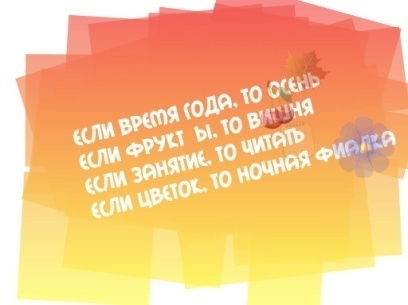 ЕСЛИ ВРЕМЯ ГОДА, ТО ОСЕНЬ
ЕСЛИ ФРУКТ Ы, ТО ВИШНЯ
ЕСЛИ ЗАНЯТИЕ, ТО ЧИТАТЬ
ЕСЛИ ЦВЕТОК, ТО НОЧНАЯ ФИАЛКА